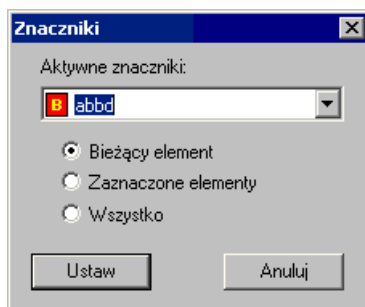 Znaczniki
Aktywne znaczniki:
B abbd
Bieżący element
Zaznaczone elementy
Wszystko
Ustaw Anuluj